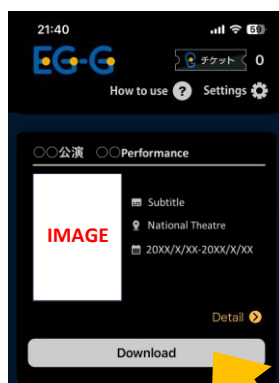 21:40 59
EG-G チケット 0
How to use ? Settings
○○公演 ○○Performance
IMAGE
Subtitle
National Theatre
20XX/X/XX-20XX/X/XX
Detail
Download